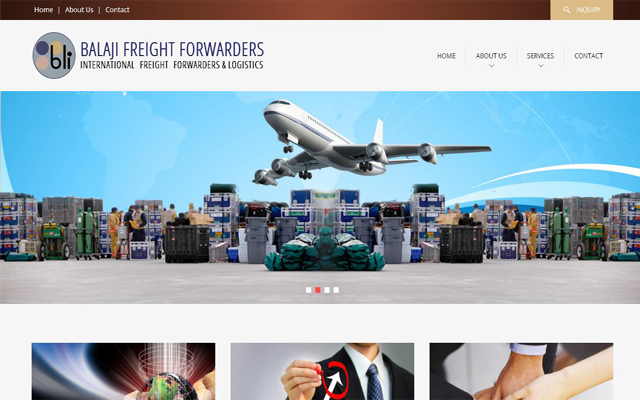 Home | About Us | Contact
INQUIRY
bli
BALAJI FREIGHT FORWARDERS
INTERNATIONAL FREIGHT FORWARDERS & LOGISTICS
HOME
ABOUT US
SERVICES
CONTACT